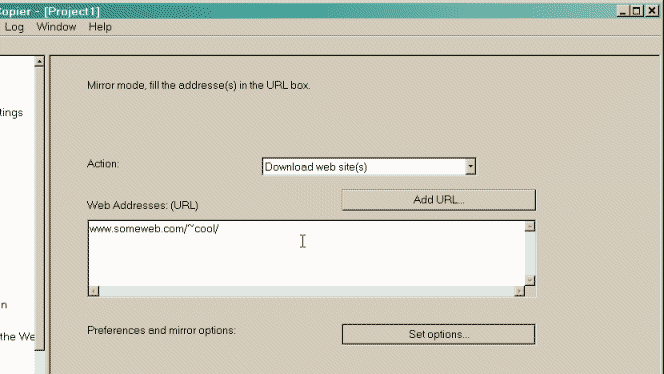 Copier - [Project1]
Log Window Help
Mirror mode, fill the addresse(s) in the URL box.
tings
Action:
Download web site(s)
Add URL...
Web Addresses: (URL)
www.someweb.com/~cool/
n
Preferences and mirror options:
Set options...
the We